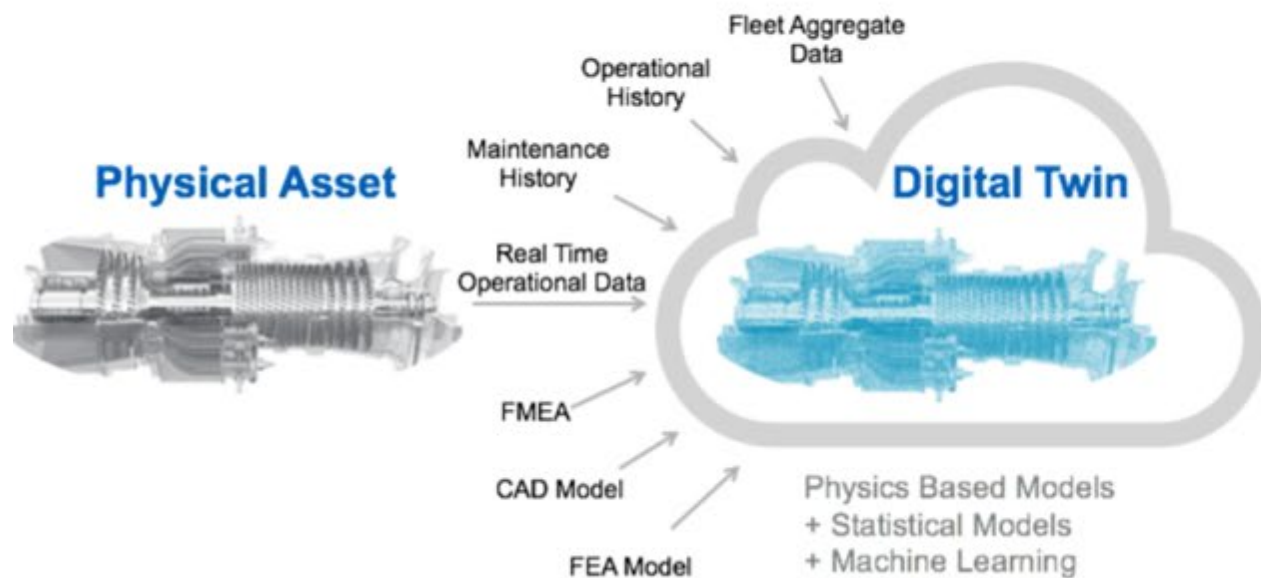 Fleet Aggregate
Data
Operational
History
Maintenance
History
Physical Asset
Digital Twin
Real Time
Operational Data
FMEA
CAD Model
FEA Model
Physics Based Models
+ Statistical Models
+ Machine Learning